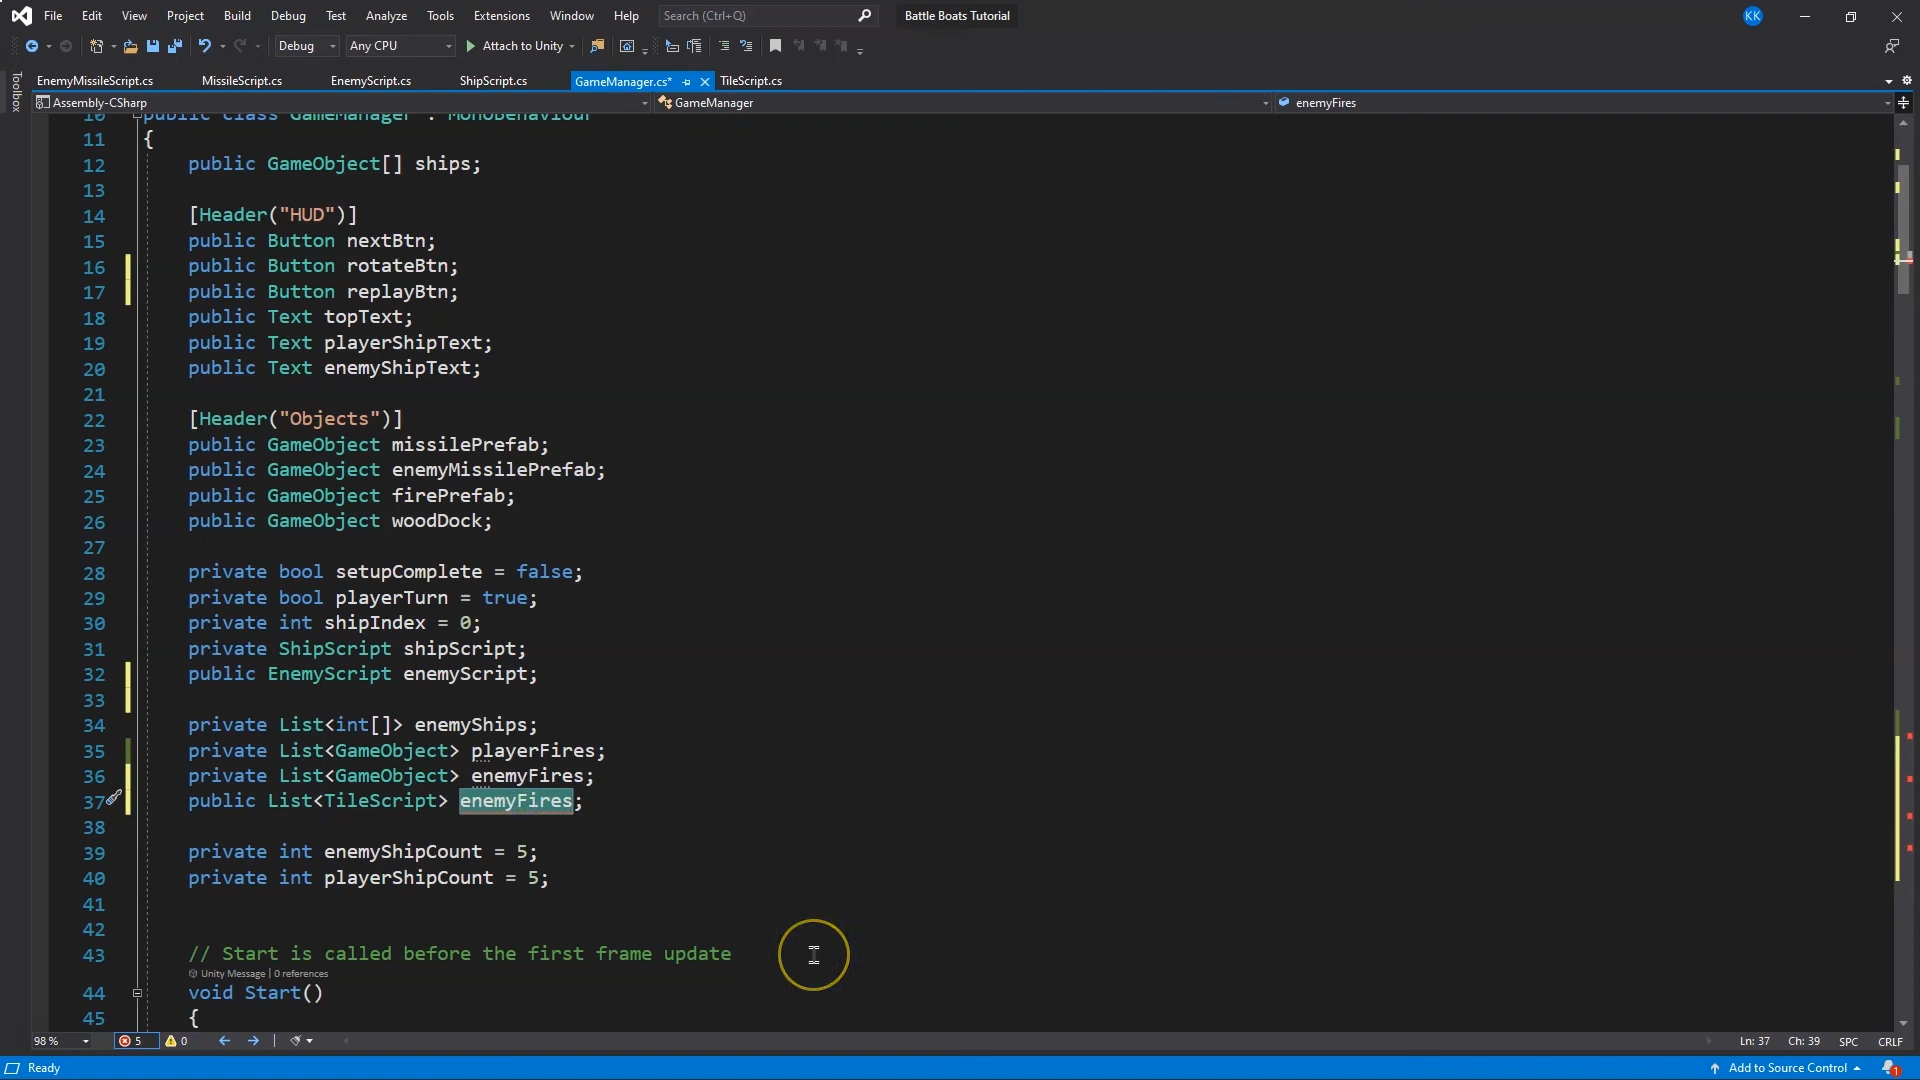 File Edit View Project Build Debug Test Analyze Tools Extensions Window Help Search (Ctrl+Q) Battle Boats Tutorial KK
Debug Any CPU Attach to Unity
Toolbox
EnemyMissileScript.cs MissileScript.cs EnemyScript.cs ShipScript.cs GameManager.cs* TileScript.cs
Assembly-CSharp GameManager enemyFires
10 public class GameManager : MonoBehaviour
11 {
12 public GameObject[] ships;
13
14 [Header("HUD")]
15 public Button nextBtn;
16 public Button rotateBtn;
17 public Button replayBtn;
18 public Text topText;
19 public Text playerShipText;
20 public Text enemyShipText;
21
22 [Header("Objects")]
23 public GameObject missilePrefab;
24 public GameObject enemyMissilePrefab;
25 public GameObject firePrefab;
26 public GameObject woodDock;
27
28 private bool setupComplete = false;
29 private bool playerTurn = true;
30 private int shipIndex = 0;
31 private ShipScript shipScript;
32 public EnemyScript enemyScript;
33
34 private List<int[]> enemyShips;
35 private List<GameObject> playerFires;
36 private List<GameObject> enemyFires;
37 public List<TileScript> enemyFires;
38
39 private int enemyShipCount = 5;
40 private int playerShipCount = 5;
41
42
43 // Start is called before the first frame update
Unity Message | 0 references
44 void Start()
45 {
98 % 5 0 Ln: 37 Ch: 39 SPC CRLF
Ready Add to Source Control 1